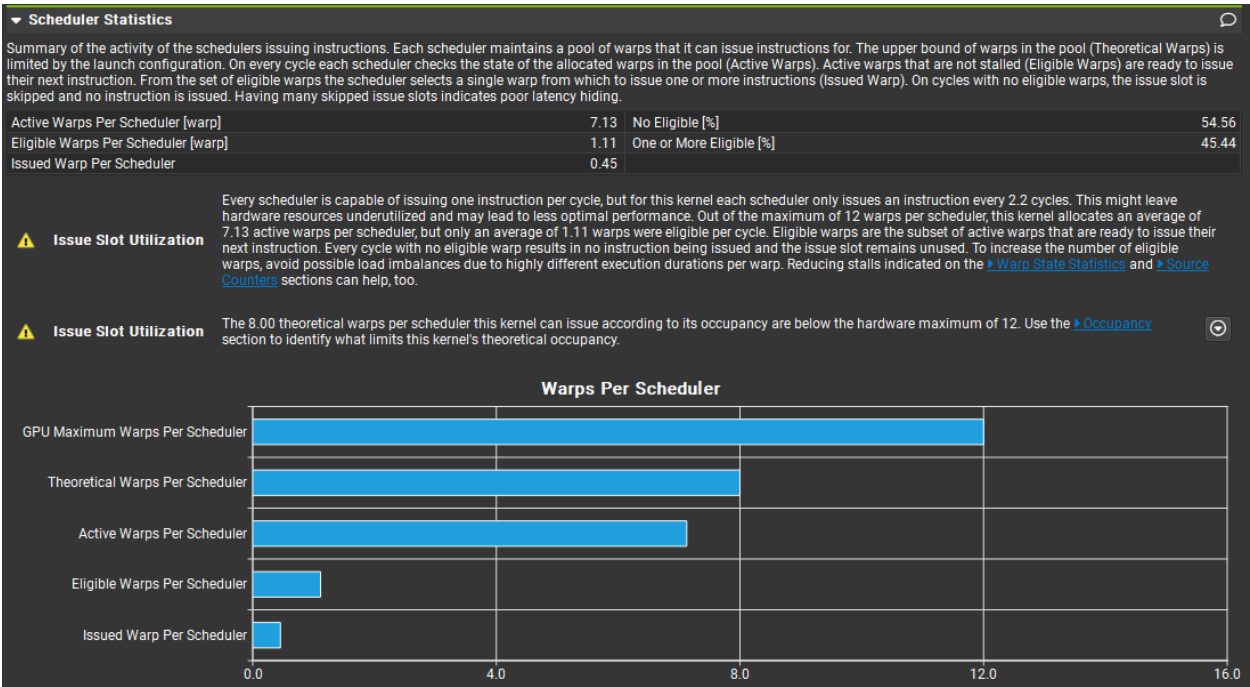 Scheduler Statistics
Summary of the activity of the schedulers issuing instructions. Each scheduler maintains a pool of warps that it can issue instructions for. The upper bound of warps in the pool (Theoretical Warps) is
limited by the launch configuration. On every cycle each scheduler checks the state of the allocated warps in the pool (Active Warps). Active warps that are not stalled (Eligible Warps) are ready to issue
their next instruction. From the set of eligible warps the scheduler selects a single warp from which to issue one or more instructions (Issued Warp). On cycles with no eligible warps, the issue slot is
skipped and no instruction is issued. Having many skipped issue slots indicates poor latency hiding.
Active Warps Per Scheduler [warp] 7.13 No Eligible [%] 54.56
Eligible Warps Per Scheduler [warp] 1.11 One or More Eligible [%] 45.44
Issued Warp Per Scheduler 0.45
Issue Slot Utilization
Every scheduler is capable of issuing one instruction per cycle, but for this kernel each scheduler only issues an instruction every 2.2 cycles. This might leave
hardware resources underutilized and may lead to less optimal performance. Out of the maximum of 12 warps per scheduler, this kernel allocates an average of
7.13 active warps per scheduler, but only an average of 1.11 warps were eligible per cycle. Eligible warps are the subset of active warps that are ready to issue their
next instruction. Every cycle with no eligible warp results in no instruction being issued and the issue slot remains unused. To increase the number of eligible
warps, avoid possible load imbalances due to highly different execution durations per warp. Reducing stalls indicated on the Warp State Statistics and Source
Counters sections can help, too.
Issue Slot Utilization
The 8.00 theoretical warps per scheduler this kernel can issue according to its occupancy are below the hardware maximum of 12. Use the Occupancy
section to identify what limits this kernel's theoretical occupancy.
Warps Per Scheduler
GPU Maximum Warps Per Scheduler
Theoretical Warps Per Scheduler
Active Warps Per Scheduler
Eligible Warps Per Scheduler
Issued Warp Per Scheduler
0.0 4.0 8.0 12.0 16.0